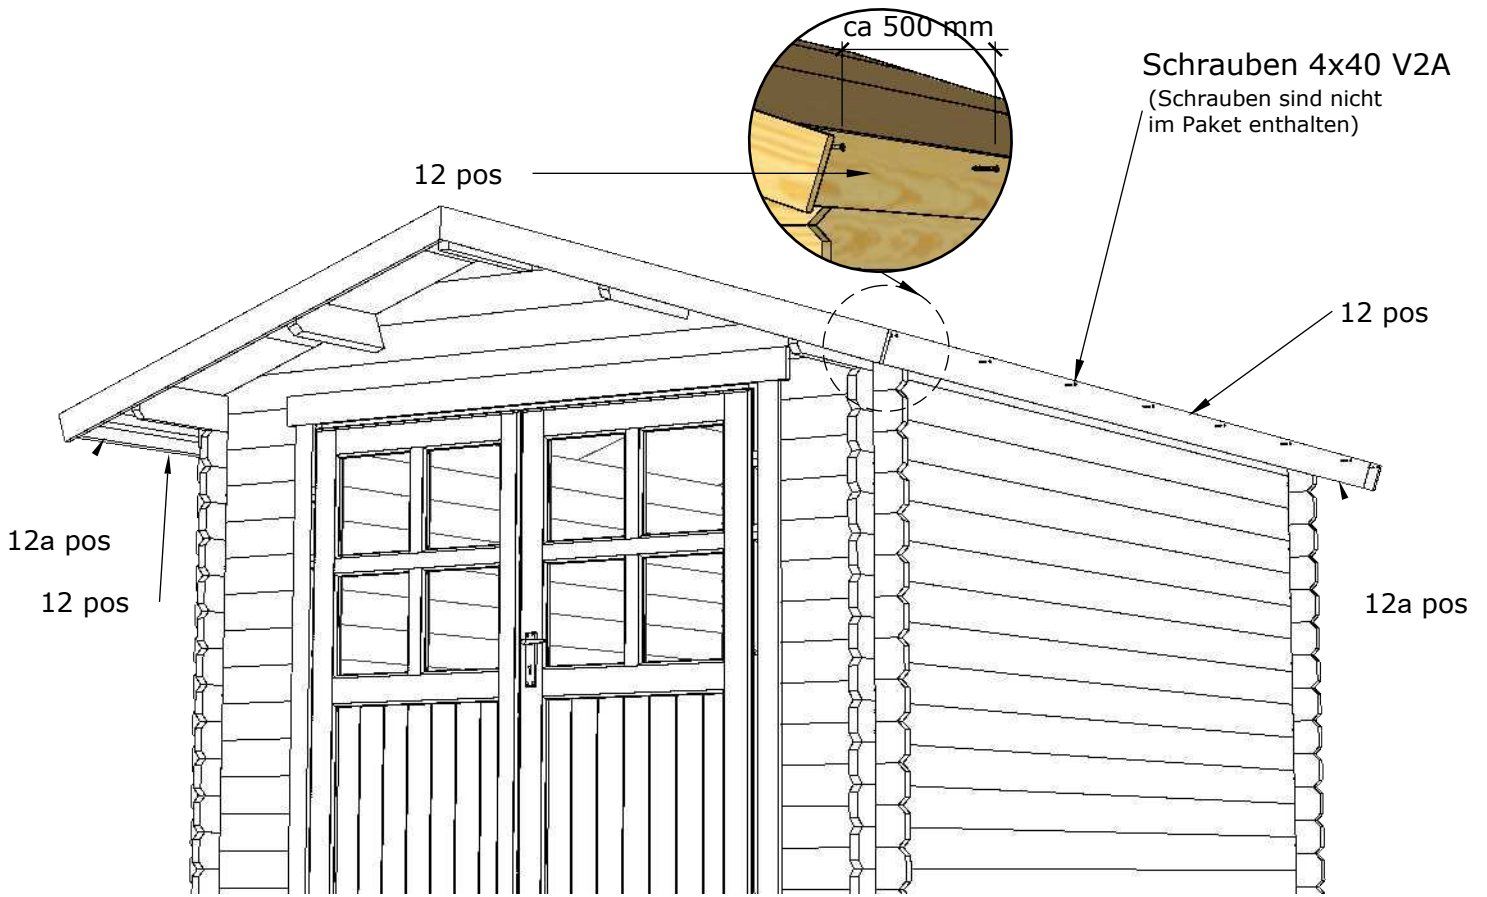 ca 500 mm
Schrauben 4x40 V2A
(Schrauben sind nicht
im Paket enthalten)
12 pos
12 pos
12a pos
12 pos
12a pos